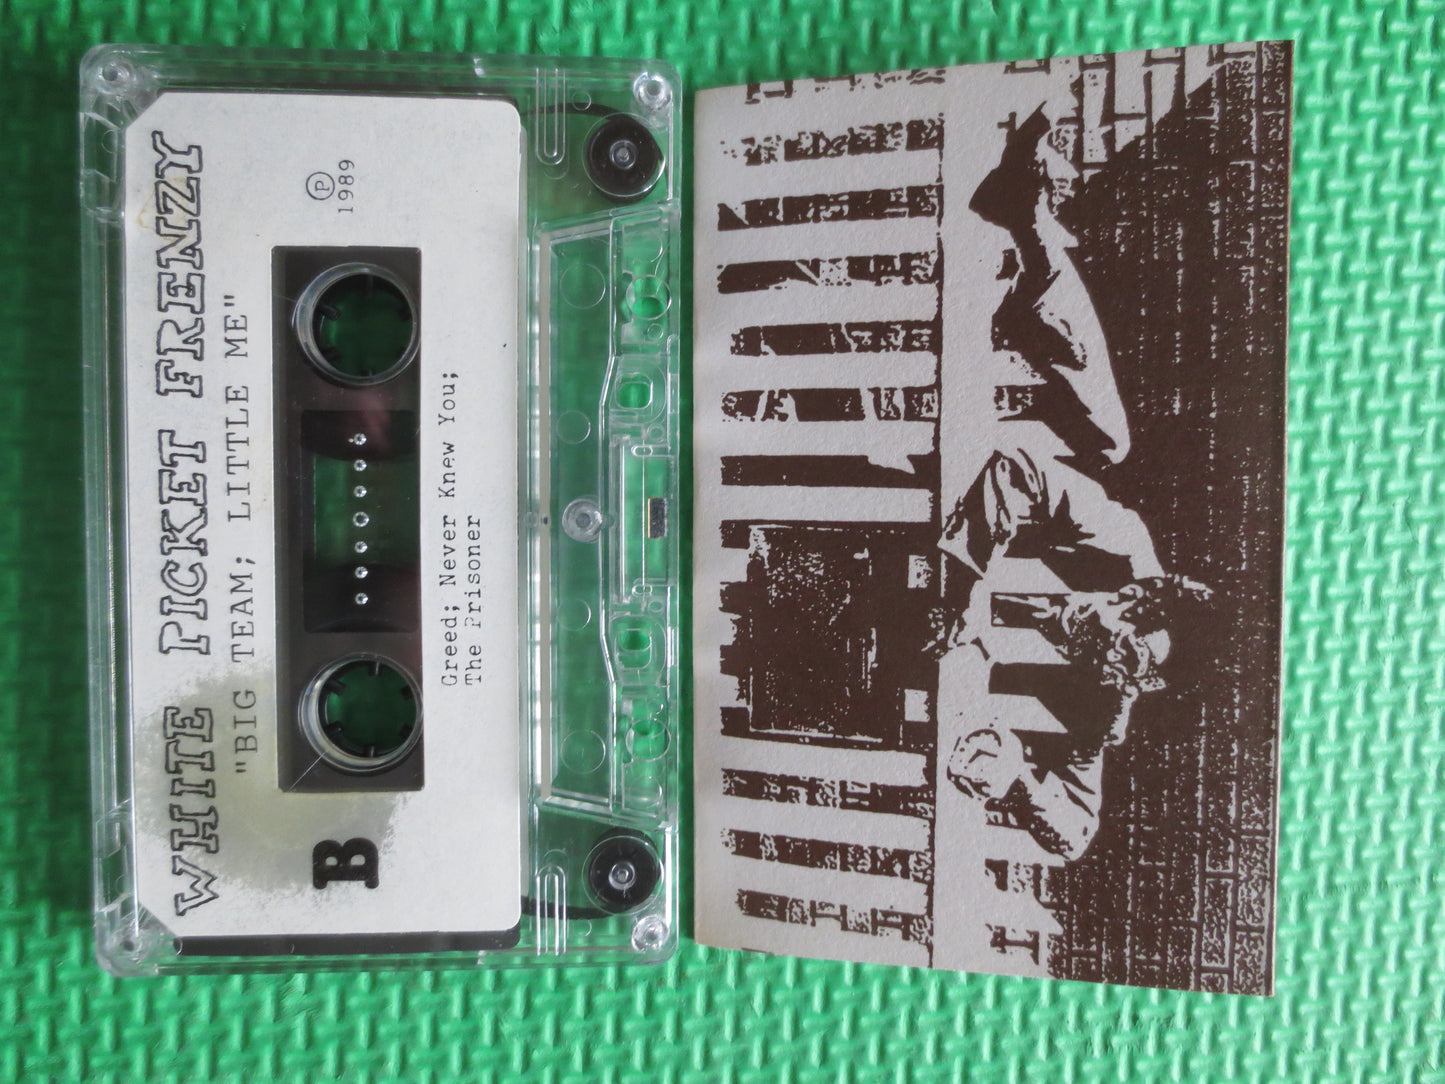 WHITE PICKET FRENZY
"BIG TEAM; LITTLE ME"
Ⓟ
1989
B
Greed; Never Knew You;
The Prisoner